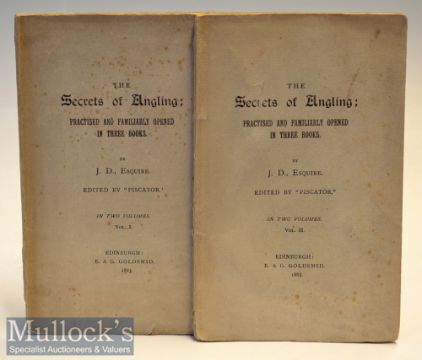 THE
Secrets of Angling;
PRACTISED AND FAMILIARLY OPENED
IN THREE BOOKS.
BY
J. D., ESQUIRE.
EDITED BY "PISCATOR."
IN TWO VOLUMES.
VOL. I.
EDINBURGH:
E. & G. GOLDSMID.
THE
Secrets of Angling;
PRACTISED AND FAMILIARLY OPENED
IN THREE BOOKS.
BY
J. D., ESQUIRE.
EDITED BY "PISCATOR,"
IN TWO VOLUMES.
VOL. II.
EDINBURGH:
E. & G. GOLDSMID.
Mullock's
Specialist Auctioneers & Valuers